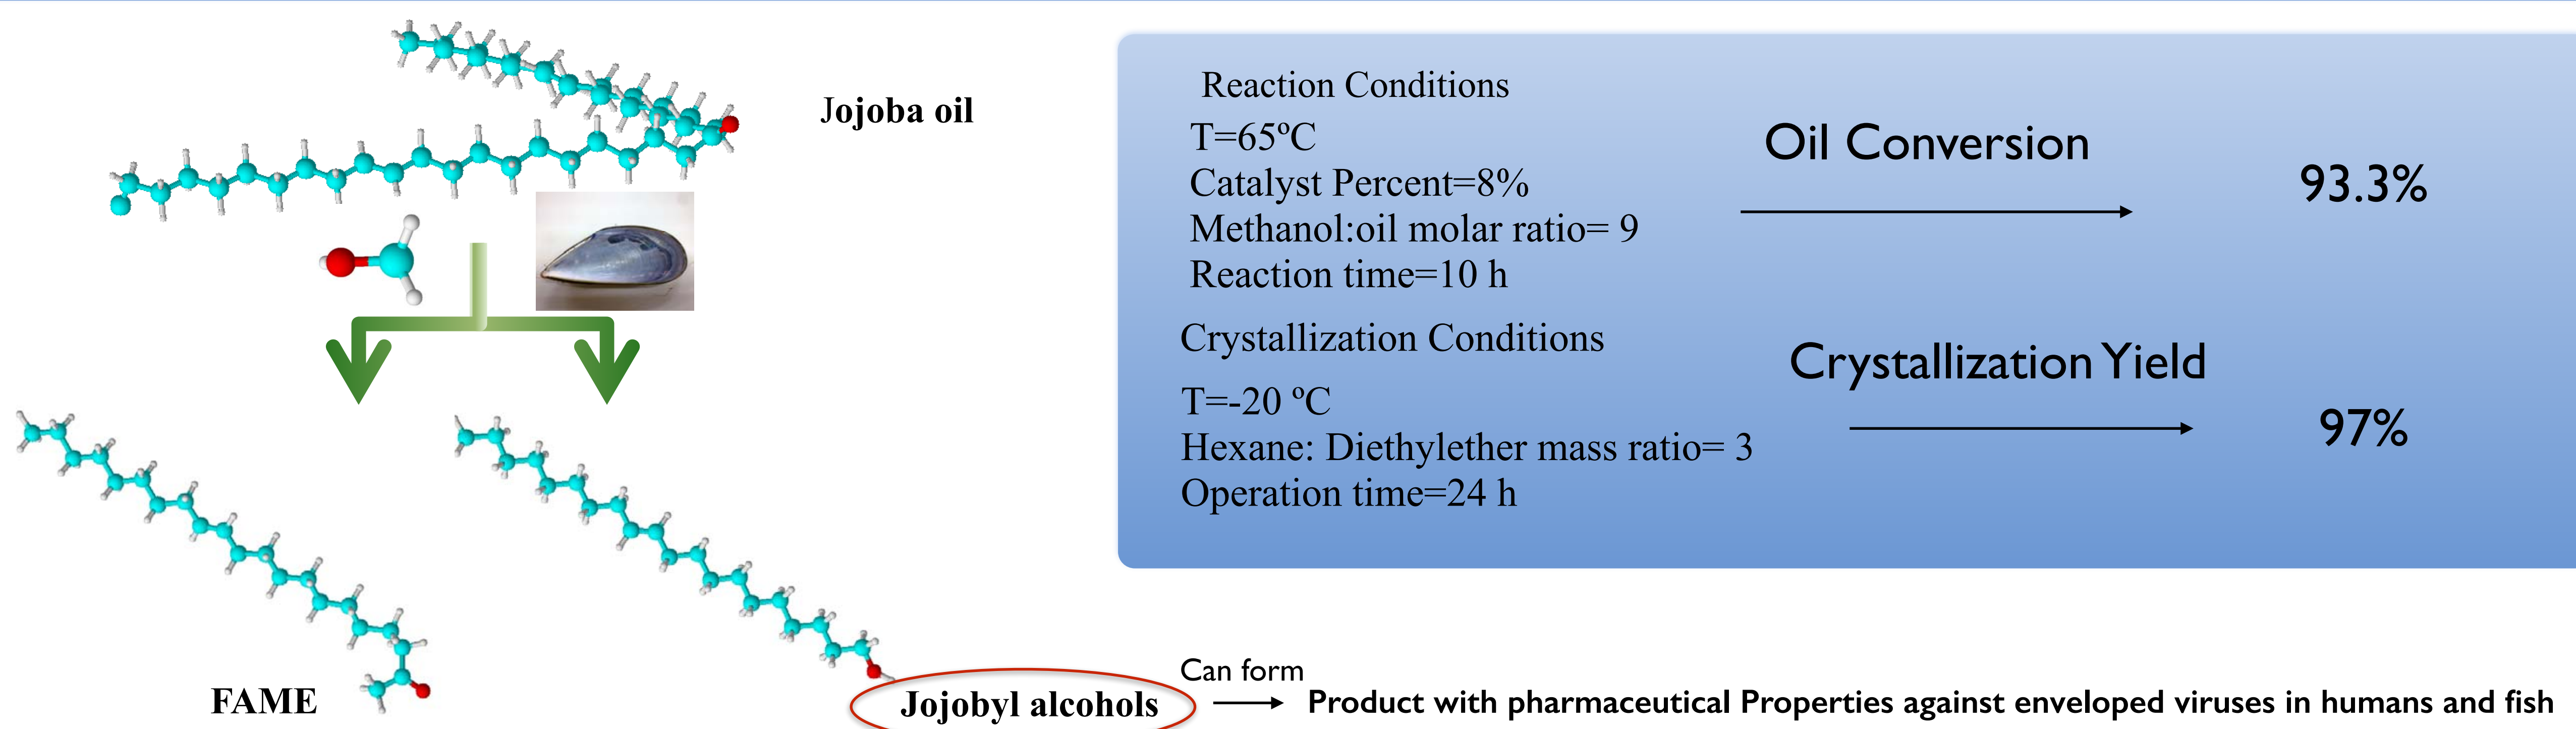 Jojoba oil
Reaction Conditions
T=65ºC
Catalyst Percent=8%
Methanol:oil molar ratio= 9
Reaction time=10 h
Oil Conversion
93.3%
Crystallization Conditions
T=-20 ºC
Hexane: Diethylether mass ratio= 3
Operation time=24 h
Crystallization Yield
97%
FAME
Jojobyl alcohols
Can form
Product with pharmaceutical Properties against enveloped viruses in humans and fish